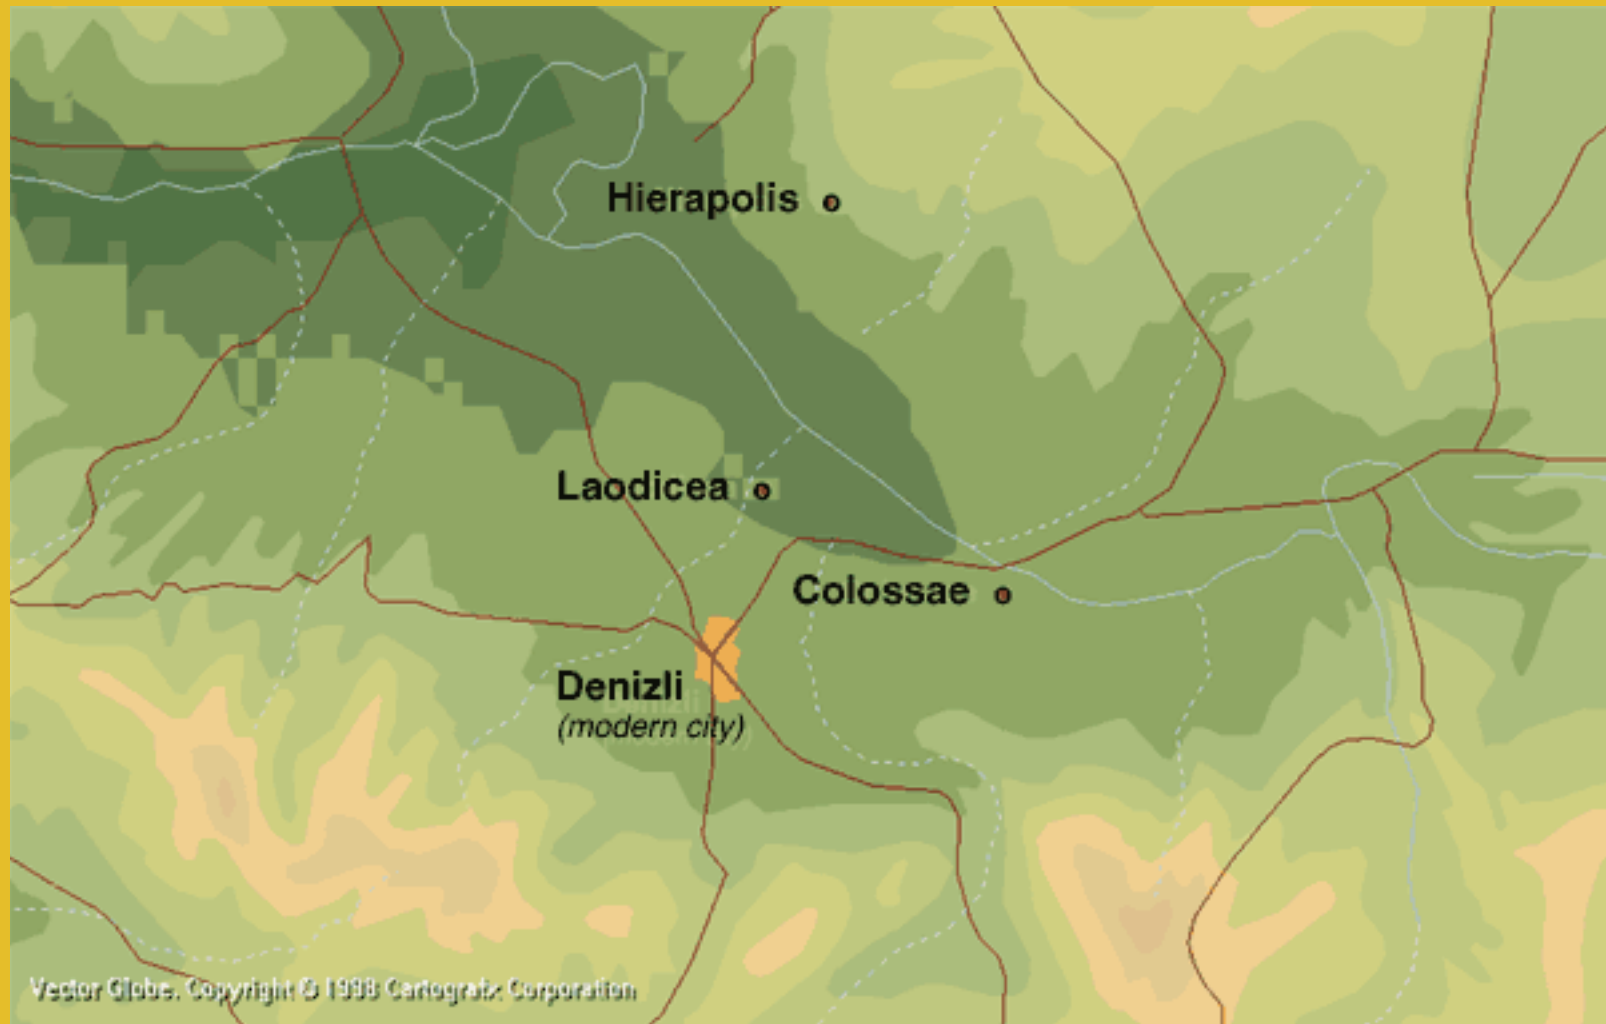 Hierapolis
Laodicea
Colossae
Denizli
(modern city)
Vector Globe. Copyright © 1998 Cartografx Corporation